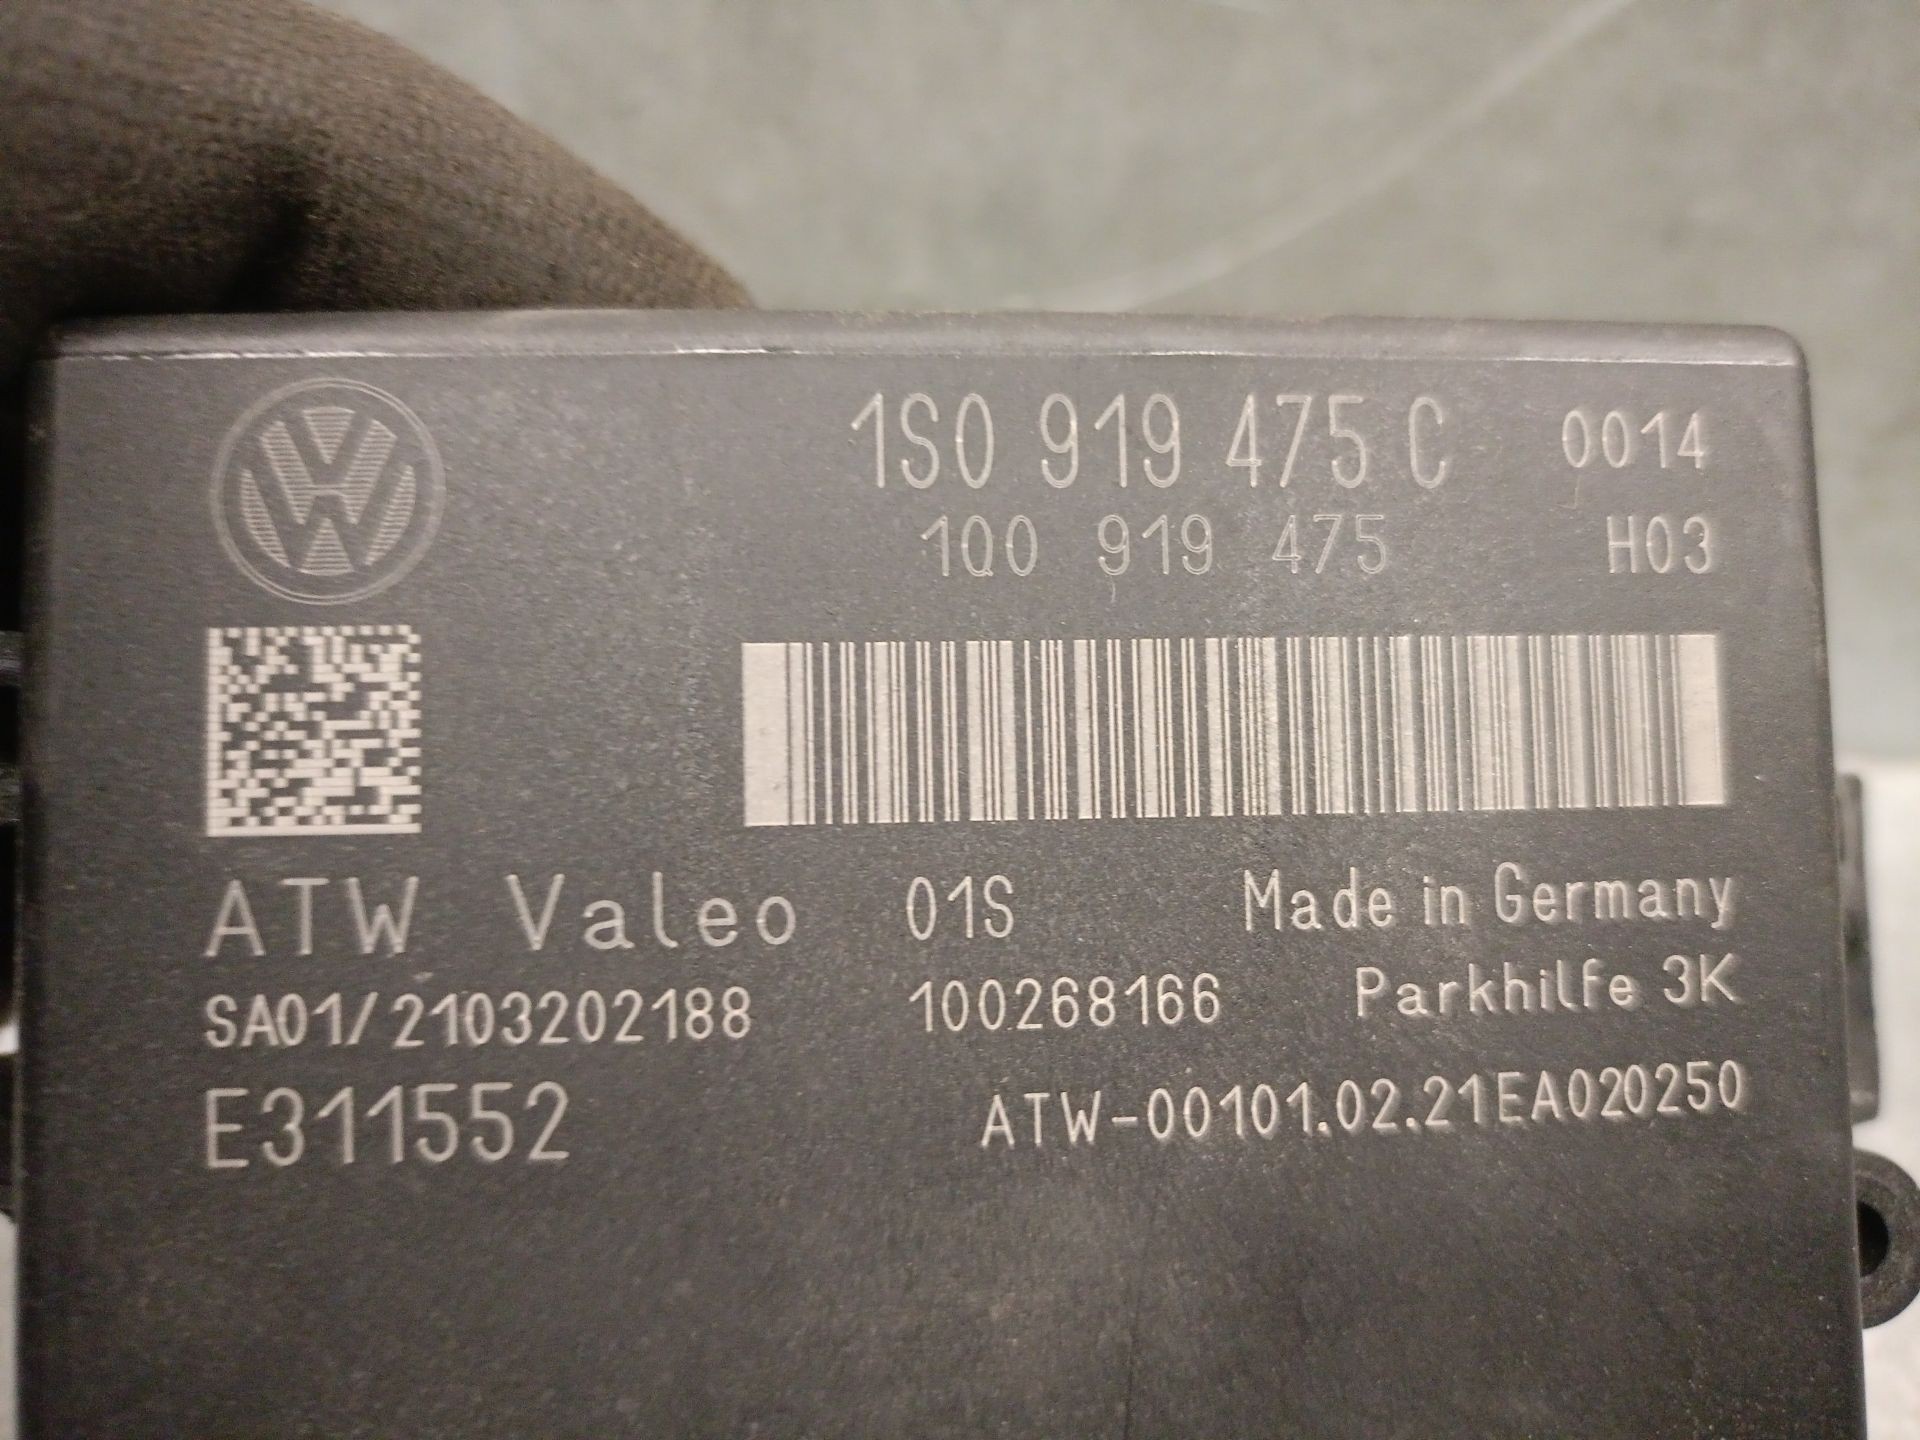 1S0 919 475 C 0014
1Q0 919 475 H03
ATW Valeo 01S Made in Germany
SA01/2103202188 100268166 Parkhilfe 3K
E311552 ATW-00101.02.21EA020250